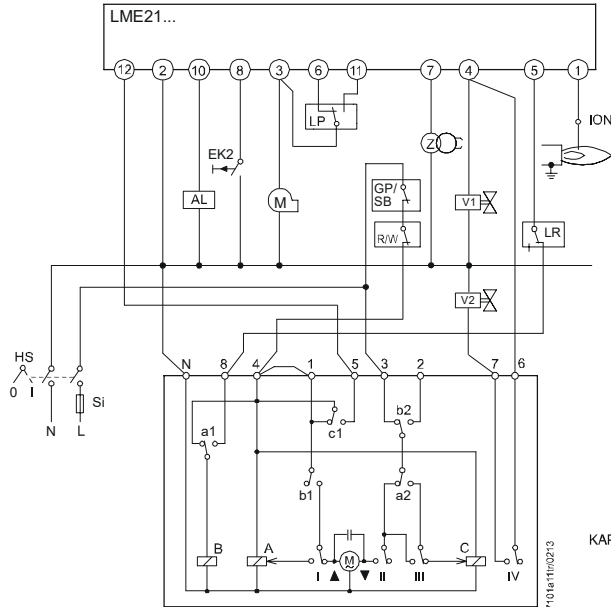 LME21...
12 2 10 8 3 6 11 7 4 5 1
ION
LP
EK2
Z
GP/
SB
AL
M
V1
R/W
LR
V2
HS
0 I
Si
N L
N 8 4 1 5 3 2 7 6
b2
a1
c1
b1
a2
B A I M ~ II III C IV
KAP
7101a11tr/0213